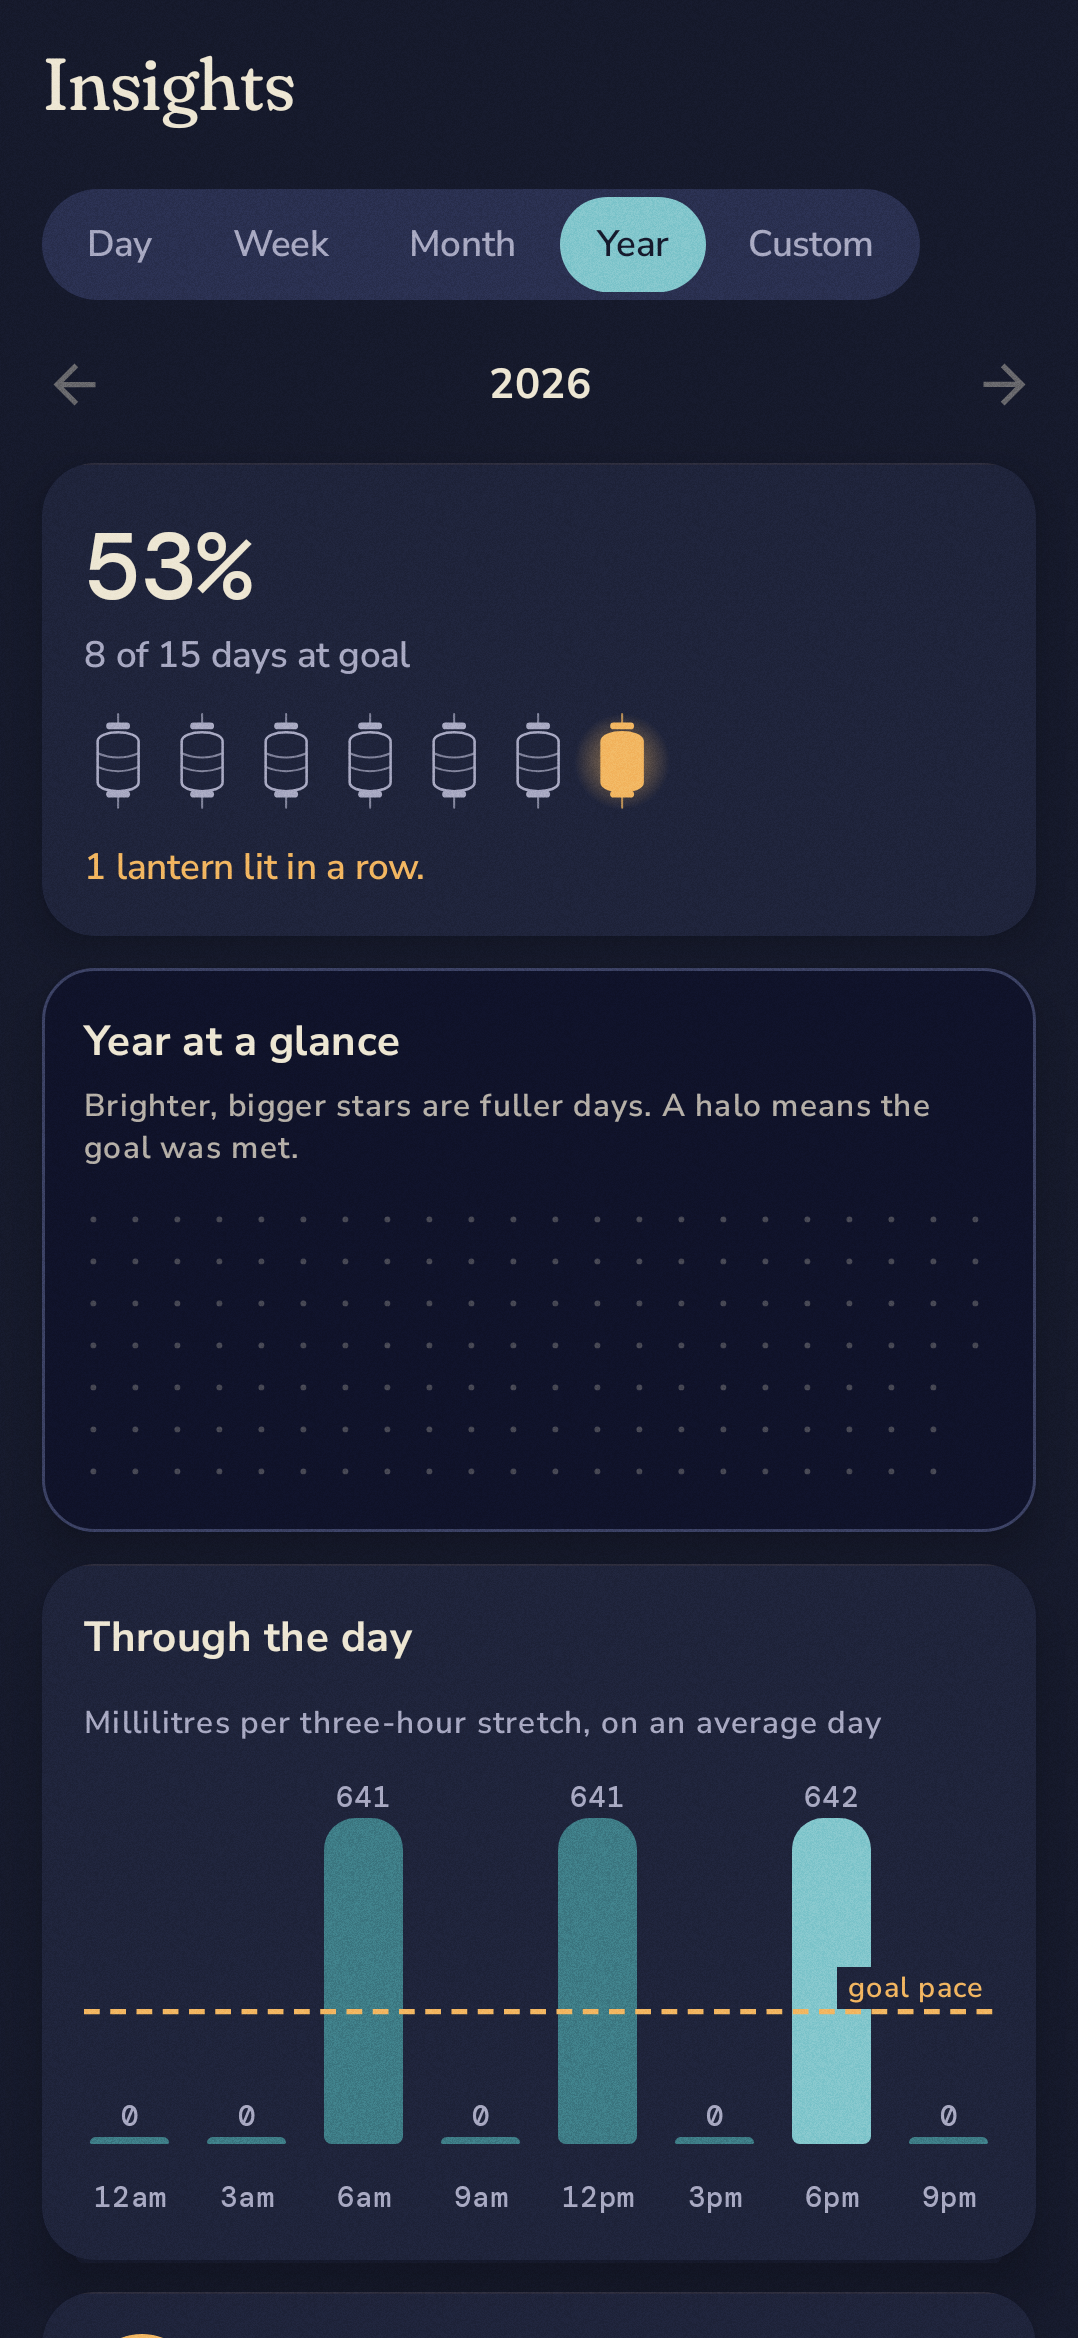 Insights
Day Week Month Year Custom
2026
53%
8 of 15 days at goal
1 lantern lit in a row.
Year at a glance
Brighter, bigger stars are fuller days. A halo means the
goal was met.
Through the day
Millilitres per three-hour stretch, on an average day
641 641 642
goal pace
0 0 0 0 0
12am 3am 6am 9am 12pm 3pm 6pm 9pm